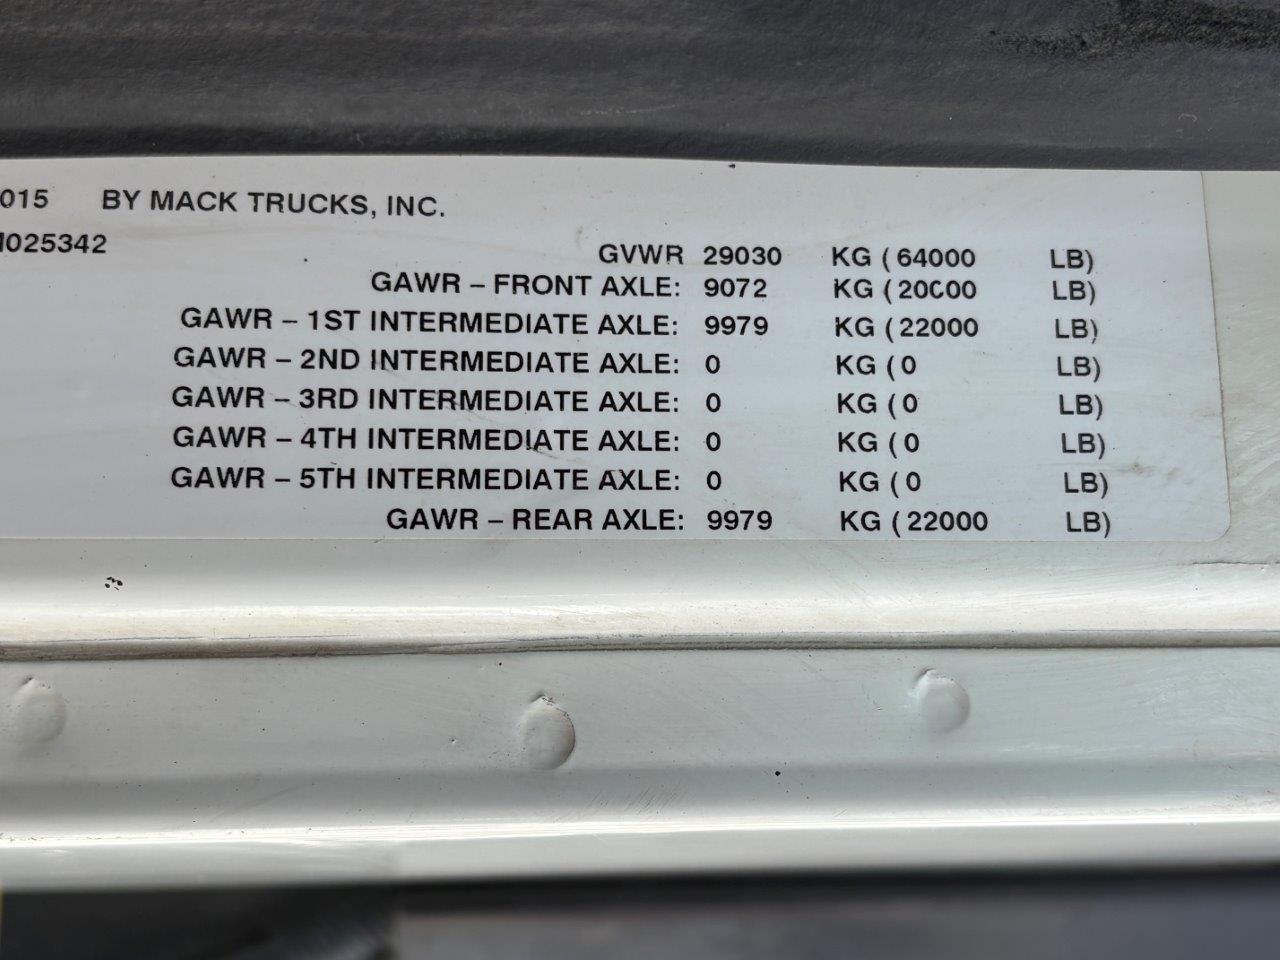 015 BY MACK TRUCKS, INC.
025342
GVWR 29030 KG (64000 LB)
GAWR – FRONT AXLE: 9072 KG (20000 LB)
GAWR – 1ST INTERMEDIATE AXLE: 9979 KG (22000 LB)
GAWR – 2ND INTERMEDIATE AXLE: 0 KG (0 LB)
GAWR – 3RD INTERMEDIATE AXLE: 0 KG (0 LB)
GAWR – 4TH INTERMEDIATE AXLE: 0 KG (0 LB)
GAWR – 5TH INTERMEDIATE AXLE: 0 KG (0 LB)
GAWR – REAR AXLE: 9979 KG (22000 LB)